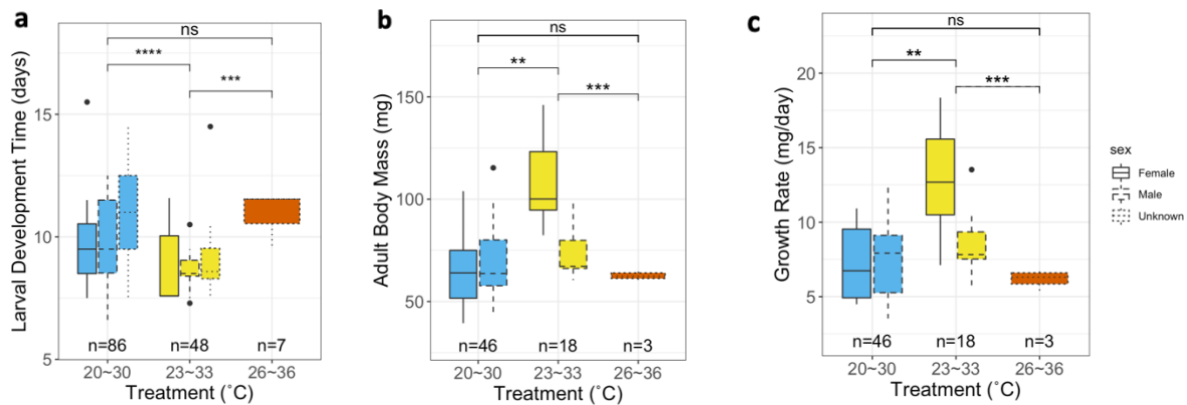 a
Larval Development Time (days)
15
10
5
ns
****
***
n=86
n=48
n=7
20~30
23~33
26~36
Treatment (˚C)
b
Adult Body Mass (mg)
150
100
50
ns
**
***
n=46
n=18
n=3
20~30
23~33
26~36
Treatment (˚C)
c
Growth Rate (mg/day)
20
15
10
5
ns
**
***
n=46
n=18
n=3
20~30
23~33
26~36
Treatment (˚C)
sex
Female
Male
Unknown